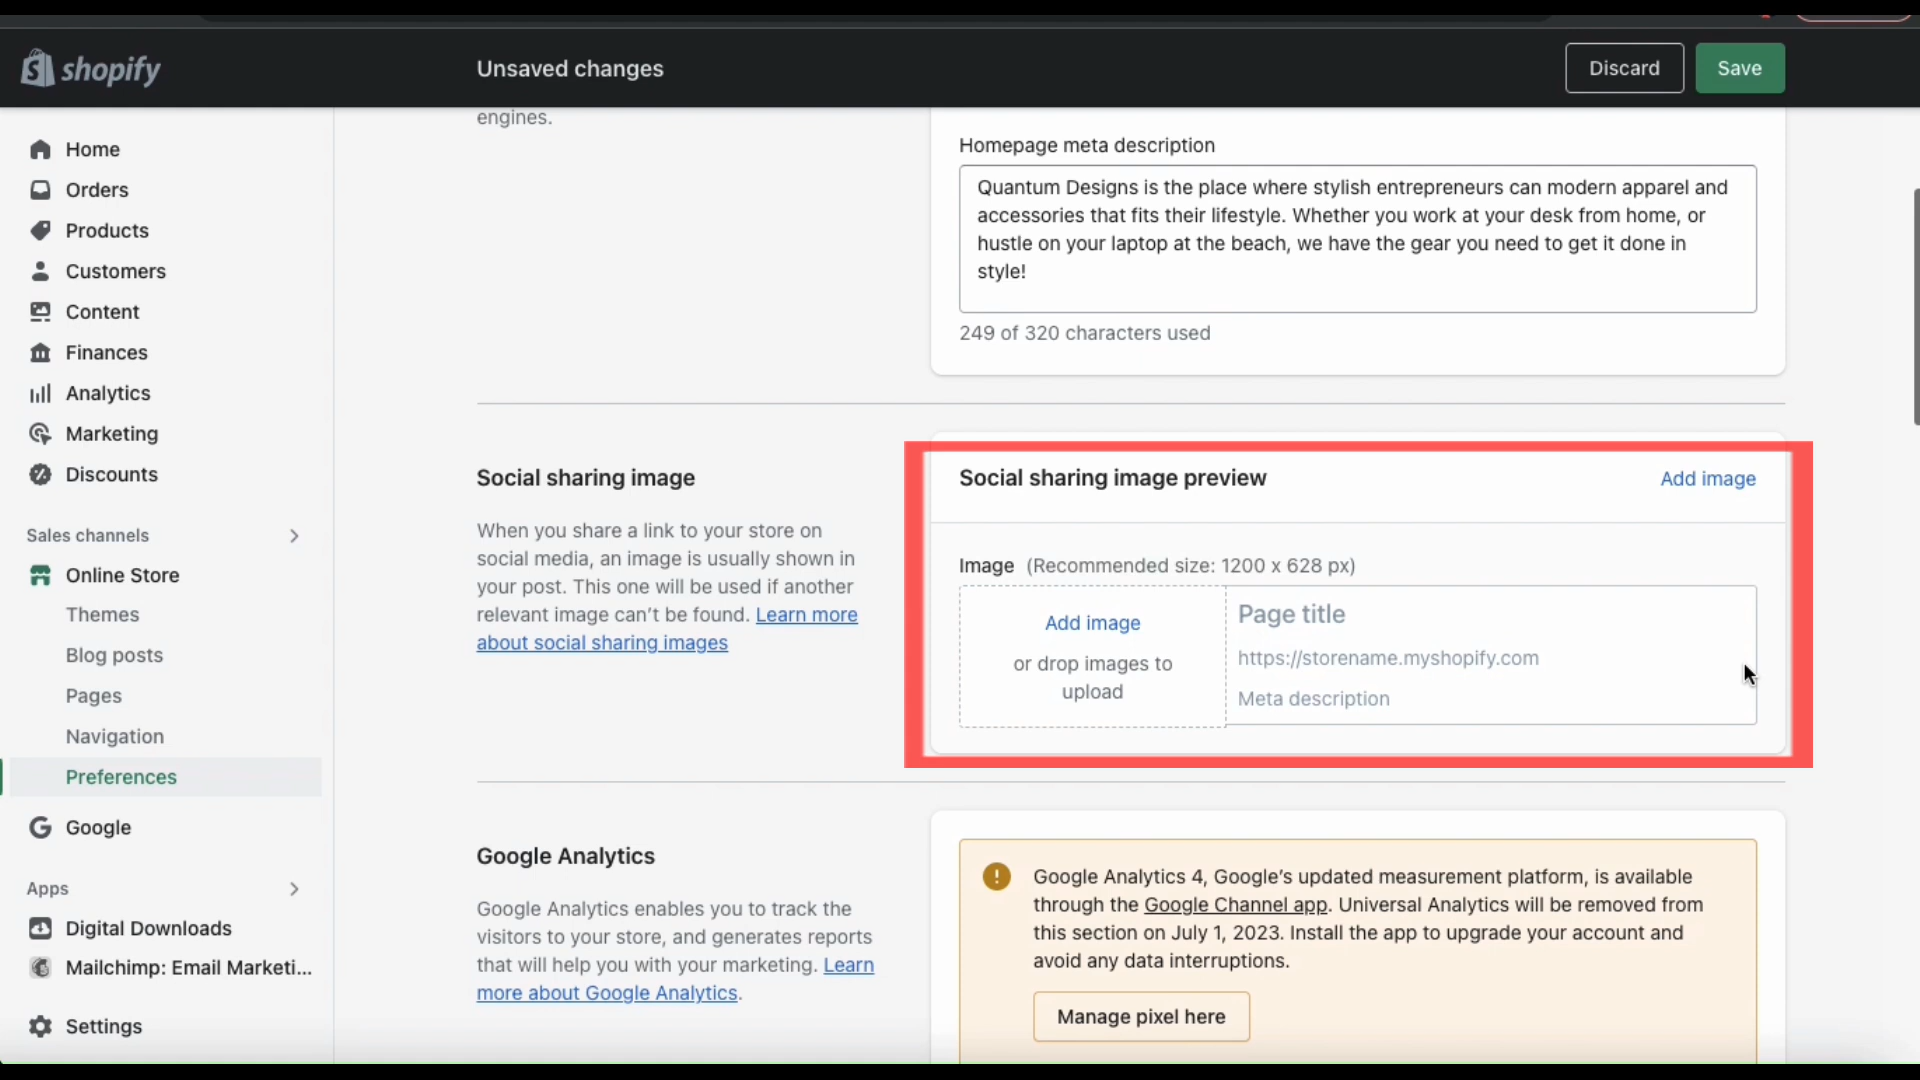 shopify
Unsaved changes
Discard
Save
Home
Orders
Products
Customers
Content
Finances
Analytics
Marketing
Discounts
Sales channels
Online Store
Themes
Blog posts
Pages
Navigation
Preferences
Google
Apps
Digital Downloads
Mailchimp: Email Marketi...
Settings
engines.
Homepage meta description
Quantum Designs is the place where stylish entrepreneurs can modern apparel and
accessories that fits their lifestyle. Whether you work at your desk from home, or
hustle on your laptop at the beach, we have the gear you need to get it done in
style!
249 of 320 characters used
Social sharing image
When you share a link to your store on
social media, an image is usually shown in
your post. This one will be used if another
relevant image can't be found. Learn more
about social sharing images
Social sharing image preview
Add image
Image (Recommended size: 1200 x 628 px)
Add image
or drop images to
upload
Page title
https://storename.myshopify.com
Meta description
Google Analytics
Google Analytics enables you to track the
visitors to your store, and generates reports
that will help you with your marketing. Learn
more about Google Analytics.
Google Analytics 4, Google's updated measurement platform, is available
through the Google Channel app. Universal Analytics will be removed from
this section on July 1, 2023. Install the app to upgrade your account and
avoid any data interruptions.
Manage pixel here